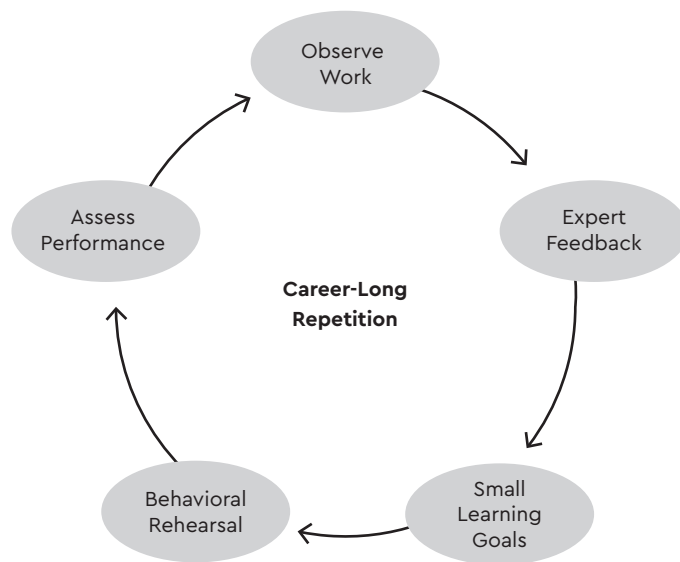 Observe
Work
Expert
Feedback
Small
Learning
Goals
Behavioral
Rehearsal
Assess
Performance
Career-Long
Repetition